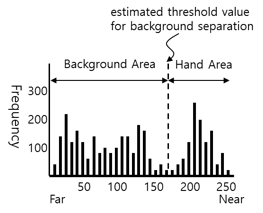 estimated threshold value
for background separation
Background Area
Hand Area
Frequency
300
200
100
50 100 150 200 250
Far
Near